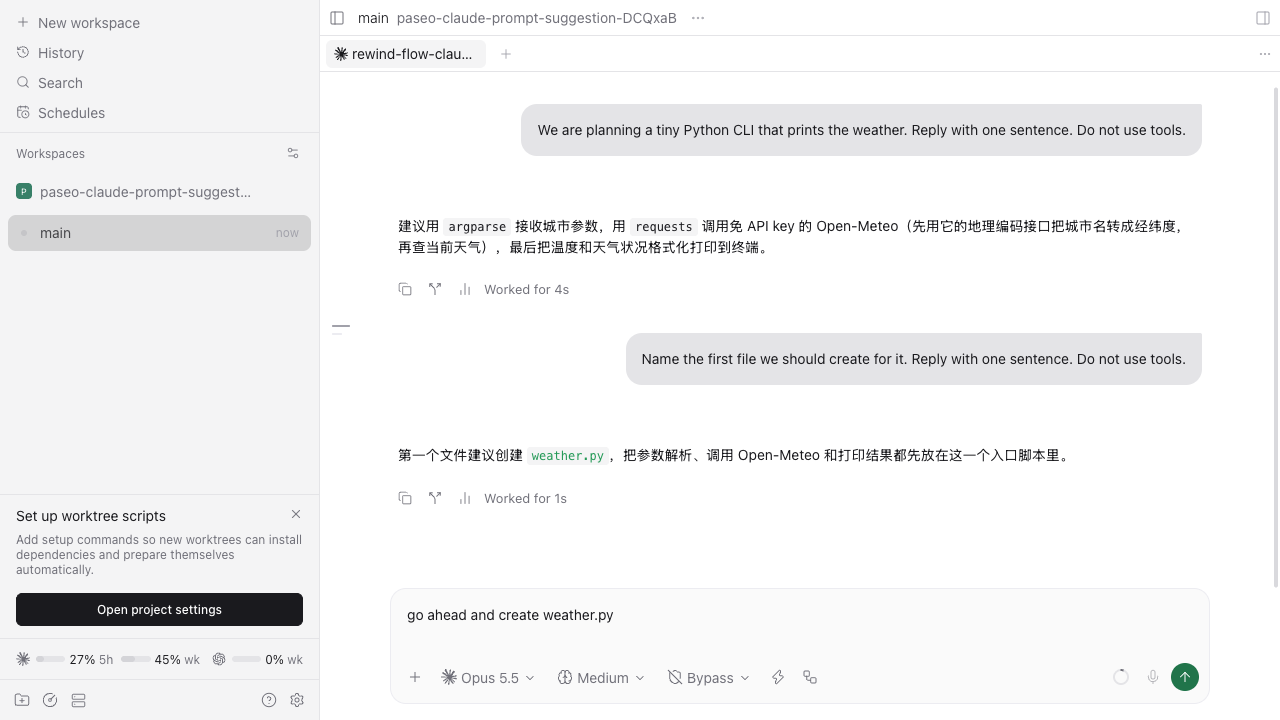 New workspace
History
Search
Schedules
Workspaces
P
paseo-claude-prompt-suggest...
main
now
Set up worktree scripts
Add setup commands so new worktrees can install
dependencies and prepare themselves
automatically.
Open project settings
27% 5h
45% wk
0% wk
main paseo-claude-prompt-suggestion-DCQxaB
rewind-flow-clau...
We are planning a tiny Python CLI that prints the weather. Reply with one sentence. Do not use tools.
建议用 argparse 接收城市参数，用 requests 调用免 API key 的 Open-Meteo（先用它的地理编码接口把城市名转成经纬度，
再查当前天气），最后把温度和天气状况格式化打印到终端。
Worked for 4s
Name the first file we should create for it. Reply with one sentence. Do not use tools.
第一个文件建议创建 weather.py，把参数解析、调用 Open-Meteo 和打印结果都先放在这一个入口脚本里。
Worked for 1s
go ahead and create weather.py
Opus 5.5
Medium
Bypass